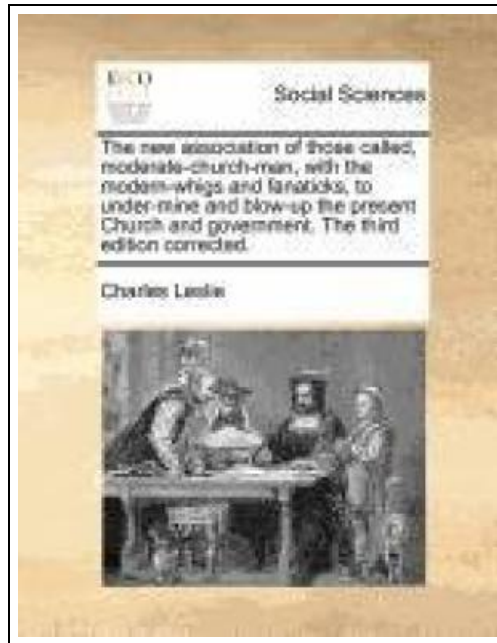 ECCO
Social Sciences
The new association of those called,
moderate-church-man, with the
modern-whigs and fanaticks, to
under-mine and blow-up the present
Church and government. The third
edition corrected.
Charles Leslie